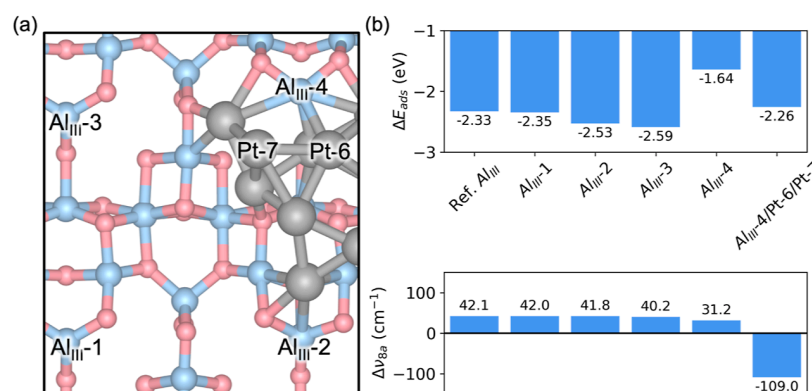 (a)
Al_III-4
Al_III-3
Pt-7
Pt-6
Al_III-1
Al_III-2
(b)
ΔE_ads (eV)
-1
-2
-3
-2.33
-2.35
-2.53
-2.59
-1.64
-2.26
Ref. Al_III
Al_III-1
Al_III-2
Al_III-3
Al_III-4
Al_III-4/Pt-6/Pt-7
Δν_8a (cm⁻¹)
100
0
-100
42.1
42.0
41.8
40.2
31.2
-109.0